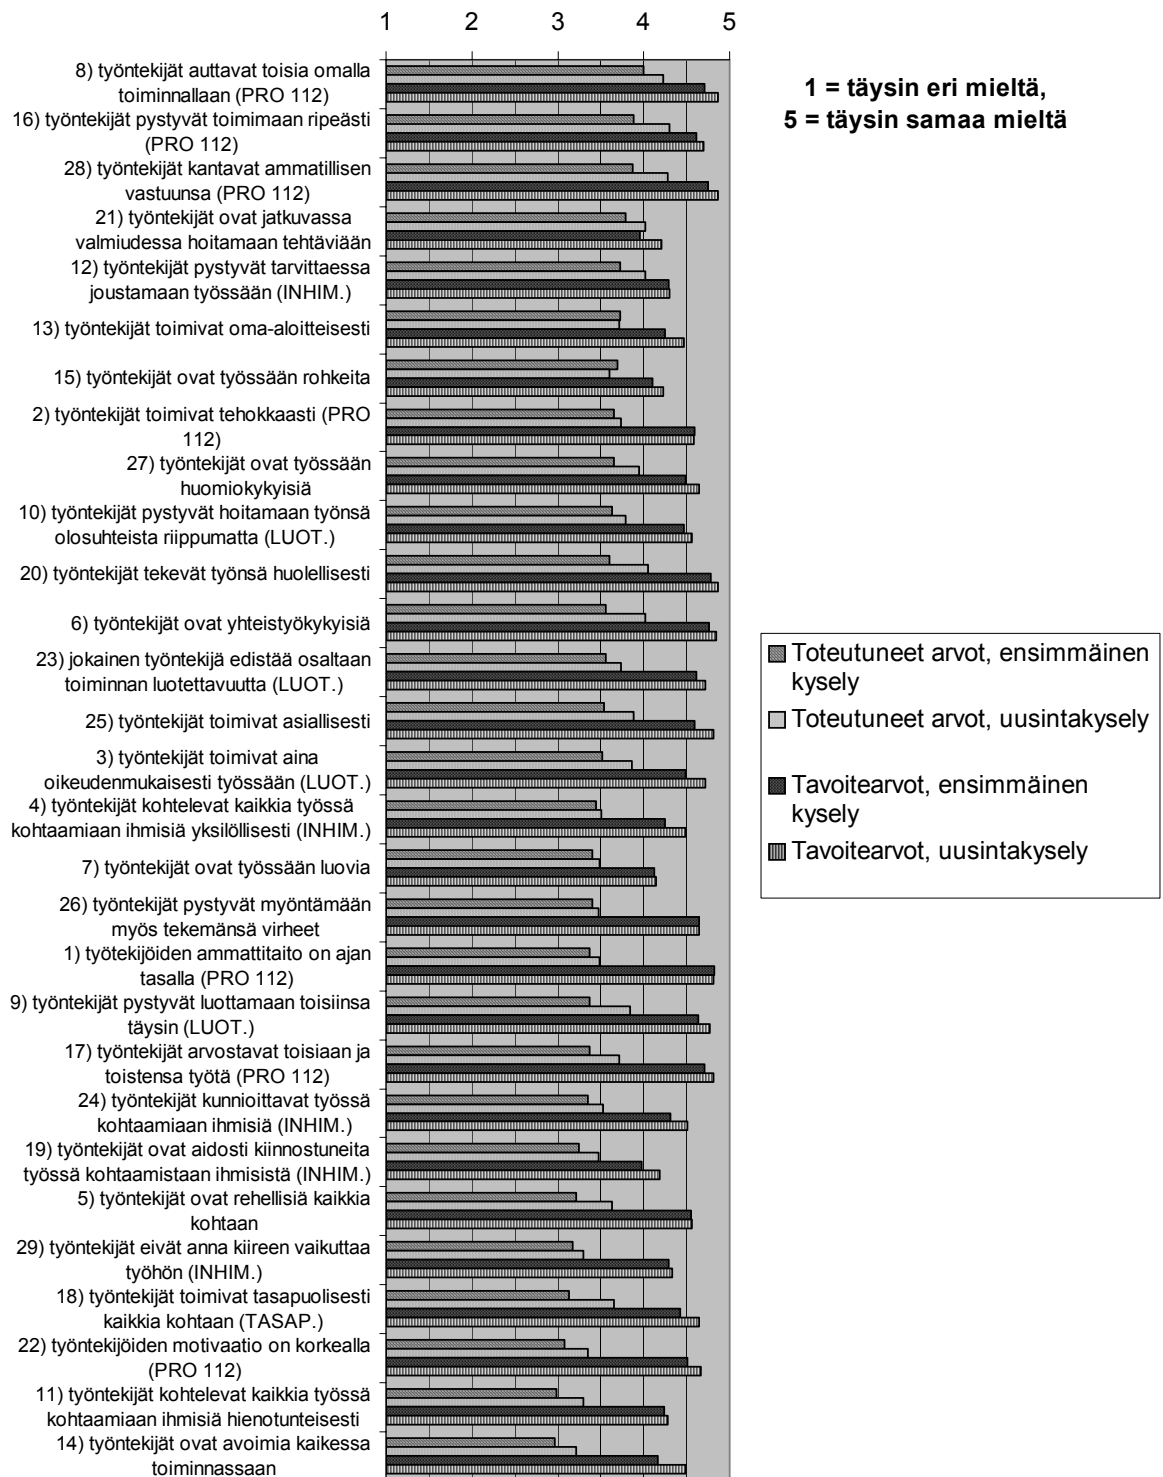 1 2 3 4 5
1 = täysin eri mieltä,
5 = täysin samaa mieltä
8) työntekijät auttavat toisia omalla
toiminnallaan (PRO 112)
16) työntekijät pystyvät toimimaan ripeästi
(PRO 112)
28) työntekijät kantavat ammatillisen
vastuunsa (PRO 112)
21) työntekijät ovat jatkuvassa
valmiudessa hoitamaan tehtäviään
12) työntekijät pystyvät tarvittaessa
joustamaan työssään (INHIM.)
13) työntekijät toimivat oma-aloitteisesti
15) työntekijät ovat työssään rohkeita
2) työntekijät toimivat tehokkaasti (PRO
112)
27) työntekijät ovat työssään
huomiokykyisiä
10) työntekijät pystyvät hoitamaan työnsä
olosuhteista riippumatta (LUOT.)
20) työntekijät tekevät työnsä huolellisesti
6) työntekijät ovat yhteistyökykyisiä
23) jokainen työntekijä edistää osaltaan
toiminnan luotettavuutta (LUOT.)
25) työntekijät toimivat asiallisesti
3) työntekijät toimivat aina
oikeudenmukaisesti työssään (LUOT.)
4) työntekijät kohtelevat kaikkia työssä
kohtaamiaan ihmisiä yksilöllisesti (INHIM.)
7) työntekijät ovat työssään luovia
26) työntekijät pystyvät myöntämään
myös tekemänsä virheet
1) työtekijöiden ammattitaito on ajan
tasalla (PRO 112)
9) työntekijät pystyvät luottamaan toisiinsa
täysin (LUOT.)
17) työntekijät arvostavat toisiaan ja
toistensa työtä (PRO 112)
24) työntekijät kunnioittavat työssä
kohtaamiaan ihmisiä (INHIM.)
19) työntekijät ovat aidosti kiinnostuneita
työssä kohtaamistaan ihmisistä (INHIM.)
5) työntekijät ovat rehellisiä kaikkia
kohtaan
29) työntekijät eivät anna kiireen vaikuttaa
työhön (INHIM.)
18) työntekijät toimivat tasapuolisesti
kaikkia kohtaan (TASAP.)
22) työntekijöiden motivaatio on korkealla
(PRO 112)
11) työntekijät kohtelevat kaikkia työssä
kohtaamiaan ihmisiä hienotunteisesti
14) työntekijät ovat avoimia kaikessa
toiminnassaan
Toteutuneet arvot, ensimmäinen
kysely
Toteutuneet arvot, uusintakysely
Tavoitearvot, ensimmäinen
kysely
Tavoitearvot, uusintakysely